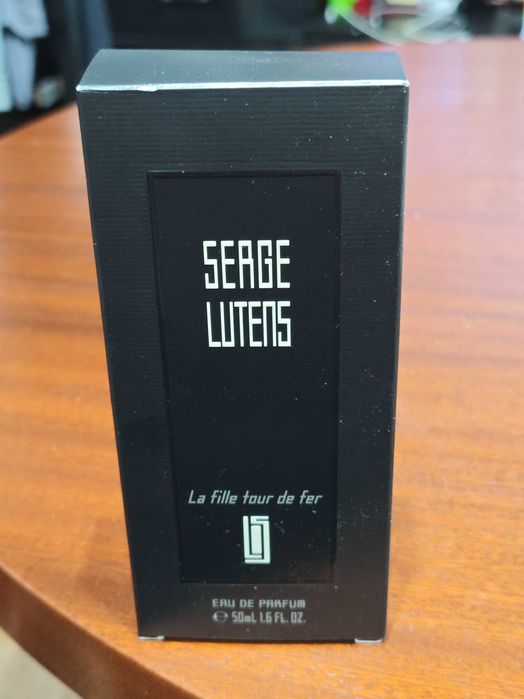 SERGE
LUTENS
La fille tour de fer
EAU DE PARFUM
℮ 50mL 1.6 FL. OZ.